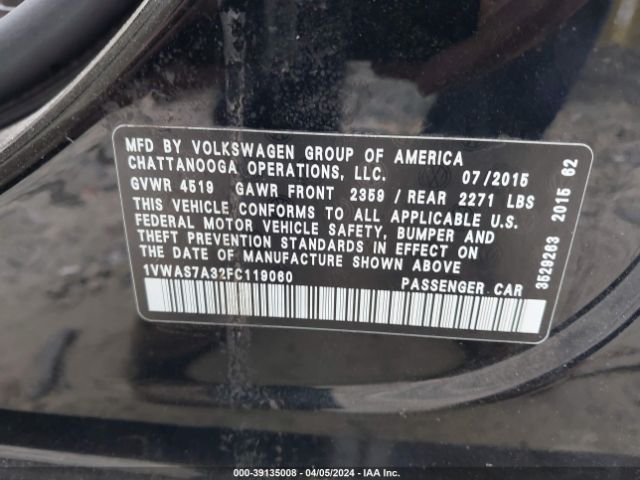 MFD BY VOLKSWAGEN GROUP OF AMERICA
CHATTANOOGA OPERATIONS, LLC. 07/2015
GVWR 4519 GAWR FRONT 2359 / REAR 2271 LBS
THIS VEHICLE CONFORMS TO ALL APPLICABLE U.S.
FEDERAL MOTOR VEHICLE SAFETY, BUMPER AND
THEFT PREVENTION STANDARDS IN EFFECT ON
THE DATE OF MANUFACTURE SHOWN ABOVE
1VWAS7A32FC119060 PASSENGER CAR
3529263 2015 62
000-39135008 - 04/05/2024 - IAA Inc.